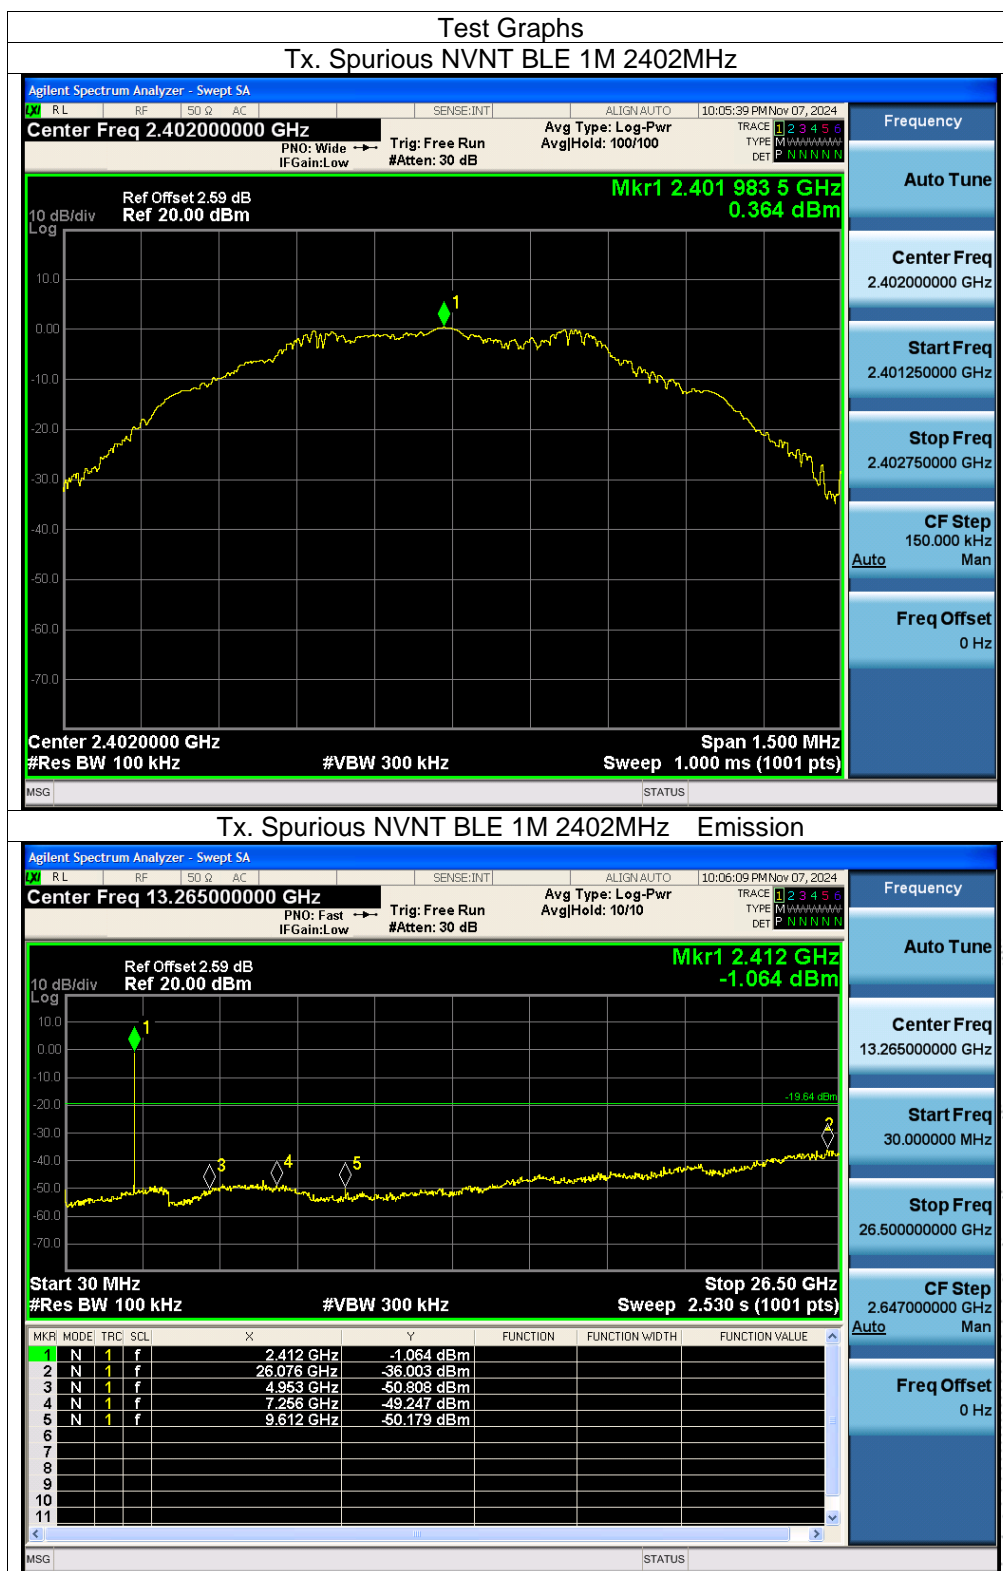 Test Graphs
Tx. Spurious NVNT BLE 1M 2402MHz
Agilent Spectrum Analyzer - Swept SA
LXI RL RF 50 Ω AC SENSE:INT ALIGNAUTO 10:05:39 PM Nov 07, 2024
Center Freq 2.402000000 GHz
PNO: Wide
IFGain:Low
Trig: Free Run
#Atten: 30 dB
Avg Type: Log-Pwr
Avg|Hold: 100/100
TRACE 1 2 3 4 5 6
TYPE M
DET P N N N N N
Frequency
Auto Tune
Center Freq
2.402000000 GHz
Start Freq
2.401250000 GHz
Stop Freq
2.402750000 GHz
CF Step
150.000 kHz
Auto Man
Freq Offset
0 Hz
Mkr1 2.401 983 5 GHz
0.364 dBm
Ref Offset 2.59 dB
10 dB/div Ref 20.00 dBm
Log
10.0
1
0.00
-10.0
-20.0
-30.0
-40.0
-50.0
-60.0
-70.0
Center 2.4020000 GHz Span 1.500 MHz
#Res BW 100 kHz #VBW 300 kHz Sweep 1.000 ms (1001 pts)
MSG STATUS
Tx. Spurious NVNT BLE 1M 2402MHz Emission
Agilent Spectrum Analyzer - Swept SA
LXI RL RF 50 Ω AC SENSE:INT ALIGNAUTO 10:06:09 PM Nov 07, 2024
Center Freq 13.265000000 GHz
PNO: Fast
IFGain:Low
Trig: Free Run
#Atten: 30 dB
Avg Type: Log-Pwr
Avg|Hold: 10/10
TRACE 1 2 3 4 5 6
TYPE M
DET P N N N N N
Frequency
Auto Tune
Center Freq
13.265000000 GHz
Start Freq
30.000000 MHz
Stop Freq
26.500000000 GHz
CF Step
2.647000000 GHz
Auto Man
Freq Offset
0 Hz
Mkr1 2.412 GHz
-1.064 dBm
Ref Offset 2.59 dB
10 dB/div Ref 20.00 dBm
Log
10.0
1
0.00
-10.0
-19.64 dBm
-20.0
-30.0
2
-40.0
3 4 5
-50.0
-60.0
-70.0
Start 30 MHz Stop 26.50 GHz
#Res BW 100 kHz #VBW 300 kHz Sweep 2.530 s (1001 pts)
MKR MODE TRC SCL X Y FUNCTION FUNCTION WIDTH FUNCTION VALUE
1 N 1 f 2.412 GHz -1.064 dBm
2 N 1 f 26.076 GHz -36.003 dBm
3 N 1 f 4.953 GHz -50.808 dBm
4 N 1 f 7.256 GHz -49.247 dBm
5 N 1 f 9.612 GHz -50.179 dBm
6
7
8
9
10
11
MSG STATUS